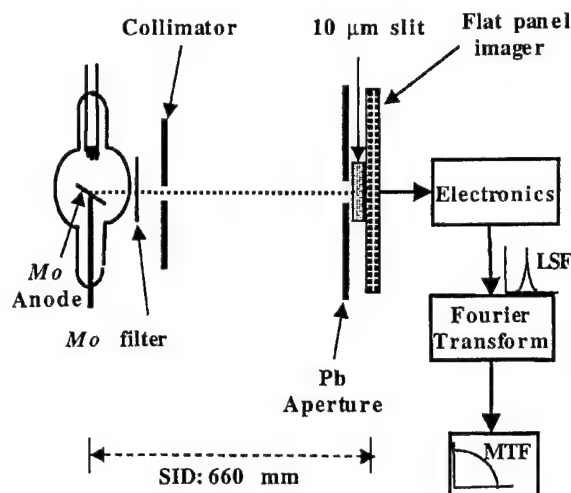 Collimator
10 μm slit
Flat panel
imager
Electronics
LSF
Mo
Anode
Mo filter
Fourier
Transform
Pb
Aperture
MTF
SID: 660 mm